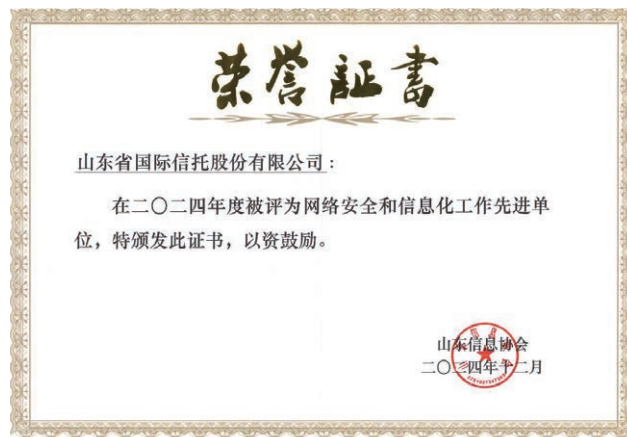 荣誉証書
山东省国际信托股份有限公司：
在二〇二四年度被评为网络安全和信息化工作先进单
位，特颁发此证书，以资鼓励。
山东信息协会
二〇二四年十二月